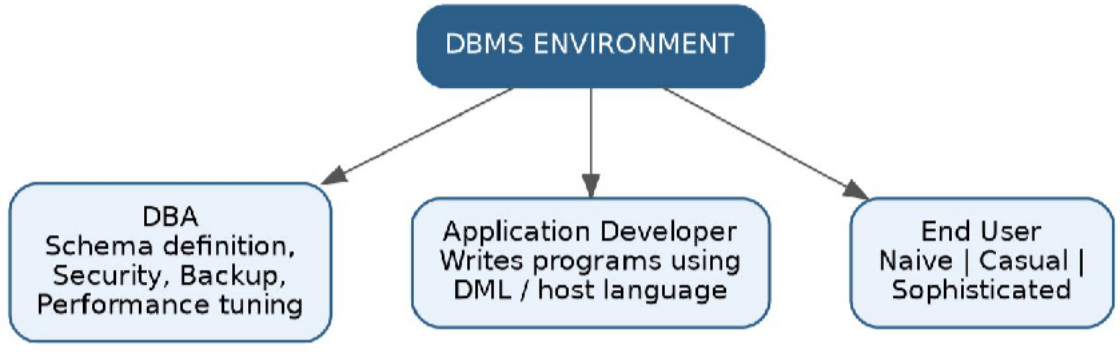 DBMS ENVIRONMENT
DBA
Schema definition,
Security, Backup,
Performance tuning
Application Developer
Writes programs using
DML / host language
End User
Naive | Casual |
Sophisticated